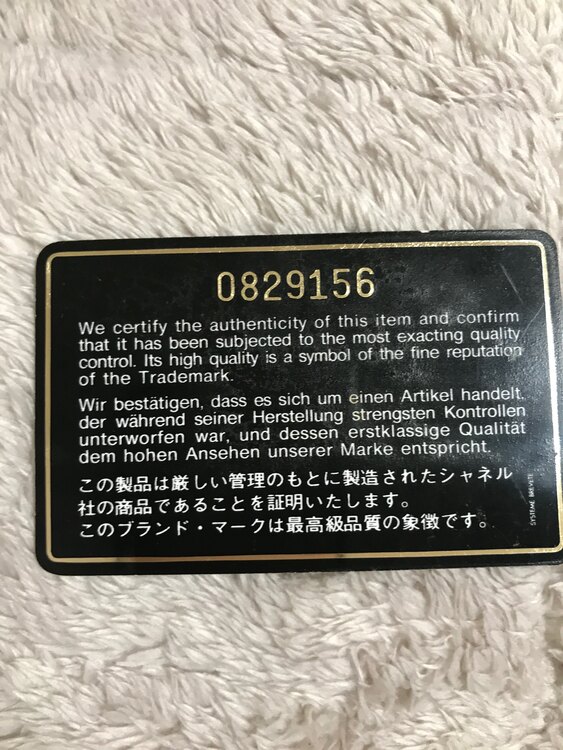 0829156
We certify the authenticity of this item and confirm
that it has been subjected to the most exacting quality
control. Its high quality is a symbol of the fine reputation
of the Trademark.
Wir bestätigen, dass es sich um einen Artikel handelt,
der während seiner Herstellung strengsten Kontrollen
unterworfen war, und dessen erstklassige Qualität
dem hohen Ansehen unserer Marke entspricht.
この製品は厳しい管理のもとに製造されたシャネル
社の商品であることを証明いたします。
このブランド・マークは最高級品質の象徴です。
SYSTEME BREVETE